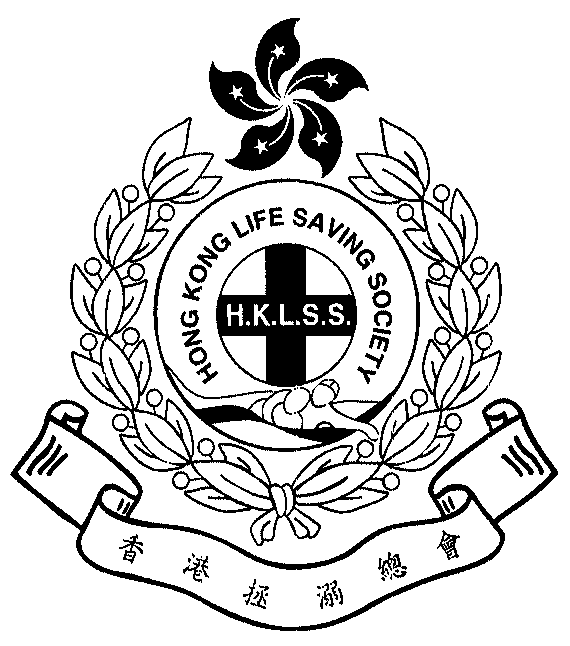 HONG KONG LIFE SAVING SOCIETY
H.K.L.S.S.
香港拯溺總會